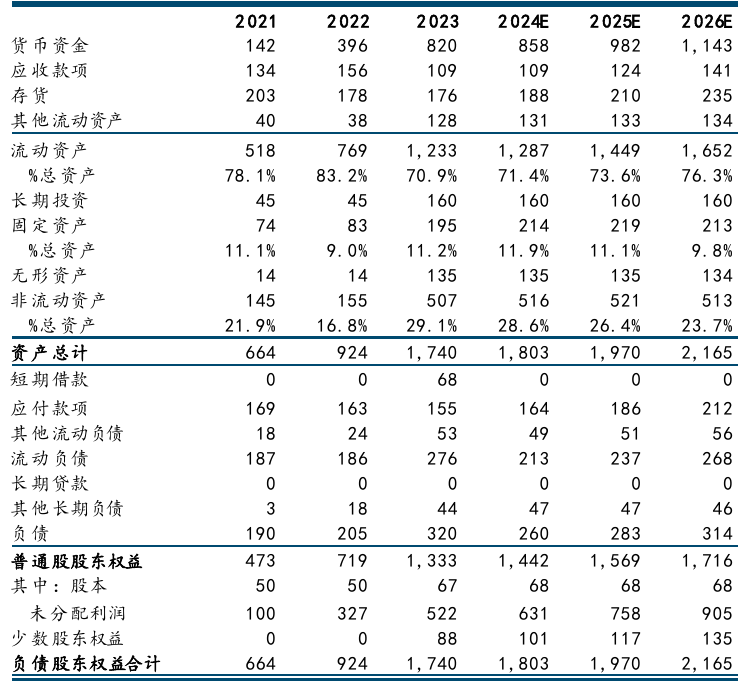 2021 2022 2023 2024E 2025E 2026E
货币资金 142 396 820 858 982 1,143
应收款项 134 156 109 109 124 141
存货 203 178 176 188 210 235
其他流动资产 40 38 128 131 133 134
流动资产 518 769 1,233 1,287 1,449 1,652
%总资产 78.1% 83.2% 70.9% 71.4% 73.6% 76.3%
长期投资 45 45 160 160 160 160
固定资产 74 83 195 214 219 213
%总资产 11.1% 9.0% 11.2% 11.9% 11.1% 9.8%
无形资产 14 14 135 135 135 134
非流动资产 145 155 507 516 521 513
%总资产 21.9% 16.8% 29.1% 28.6% 26.4% 23.7%
资产总计 664 924 1,740 1,803 1,970 2,165
短期借款 0 0 68 0 0 0
应付款项 169 163 155 164 186 212
其他流动负债 18 24 53 49 51 56
流动负债 187 186 276 213 237 268
长期贷款 0 0 0 0 0 0
其他长期负债 3 18 44 47 47 46
负债 190 205 320 260 283 314
普通股股东权益 473 719 1,333 1,442 1,569 1,716
其中：股本 50 50 67 68 68 68
未分配利润 100 327 522 631 758 905
少数股东权益 0 0 88 101 117 135
负债股东权益合计 664 924 1,740 1,803 1,970 2,165